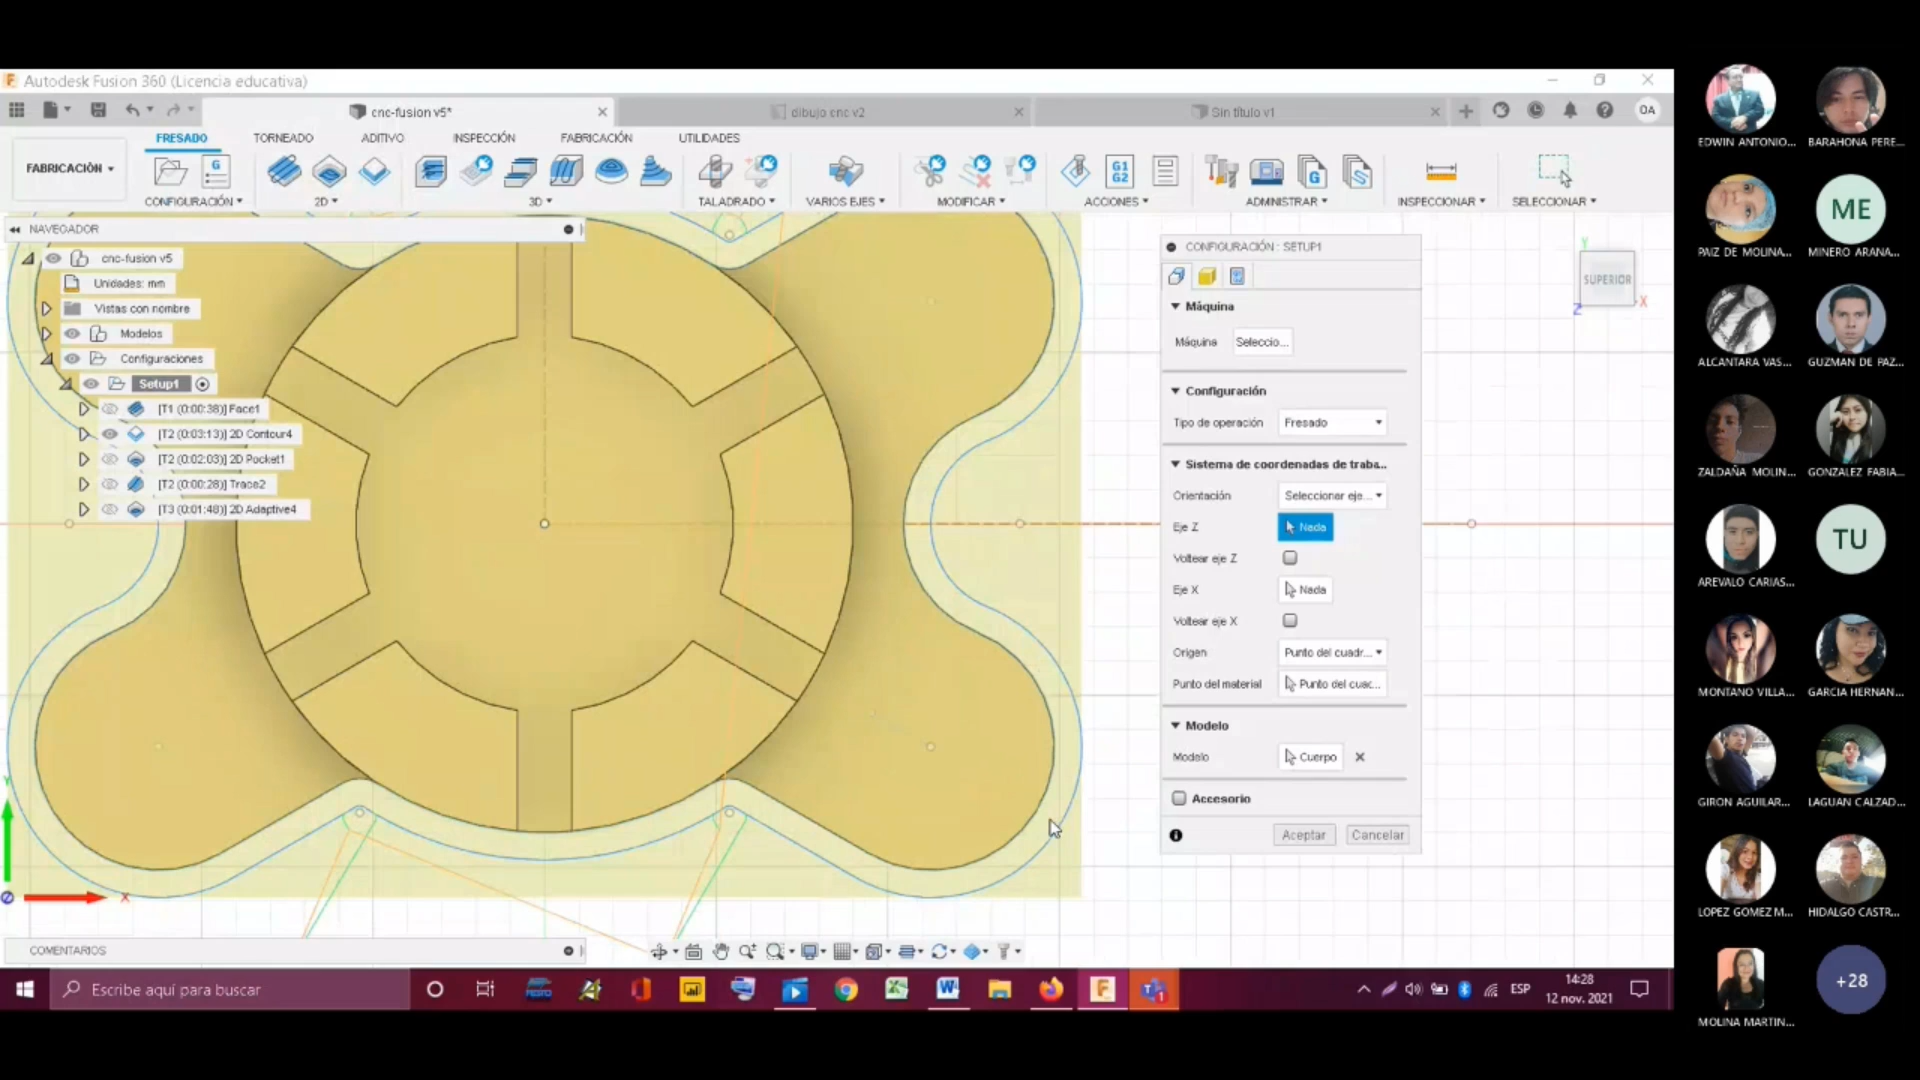 Autodesk Fusion 360 (Licencia educativa)
cnc-fusion v5*
dibujo cnc v2
Sin título v1
OA
FABRICACIÓN
FRESADO
TORNEADO
ADITIVO
INSPECCIÓN
FABRICACIÓN
UTILIDADES
G
G1
G2
G
CONFIGURACIÓN
2D
3D
TALADRADO
VARIOS EJES
MODIFICAR
ACCIONES
ADMINISTRAR
INSPECCIONAR
SELECCIONAR
NAVEGADOR
cnc-fusion v5
Unidades: mm
Vistas con nombre
Modelos
Configuraciones
Setup1
[T1 (0:00:38)] Face1
[T2 (0:03:13)] 2D Contour4
[T2 (0:02:03)] 2D Pocket1
[T2 (0:00:28)] Trace2
[T3 (0:01:48)] 2D Adaptive4
CONFIGURACIÓN : SETUP1
Máquina
Máquina Seleccio...
Configuración
Tipo de operación Fresado
Sistema de coordenadas de traba...
Orientación Seleccionar eje...
Eje Z Nada
Voltear eje Z
Eje X Nada
Voltear eje X
Origen Punto del cuadr...
Punto del material Punto del cuac...
Modelo
Modelo Cuerpo
Accesorio
Aceptar Cancelar
SUPERIOR
Y
X
Z
Y
X
COMENTARIOS
Escribe aquí para buscar
FESTO
ESP
14:28
12 nov. 2021
EDWIN ANTONIO...
BARAHONA PERE...
PAIZ DE MOLINA...
ME
MINERO ARANA...
ALCANTARA VAS...
GUZMAN DE PAZ...
ZALDAÑA MOLIN...
GONZALEZ FABIA...
AREVALO CARIAS...
TU
MONTANO VILLA...
GARCIA HERNAN...
GIRON AGUILAR...
LAGUAN CALZAD...
LOPEZ GOMEZ M...
HIDALGO CASTR...
MOLINA MARTIN...
+28